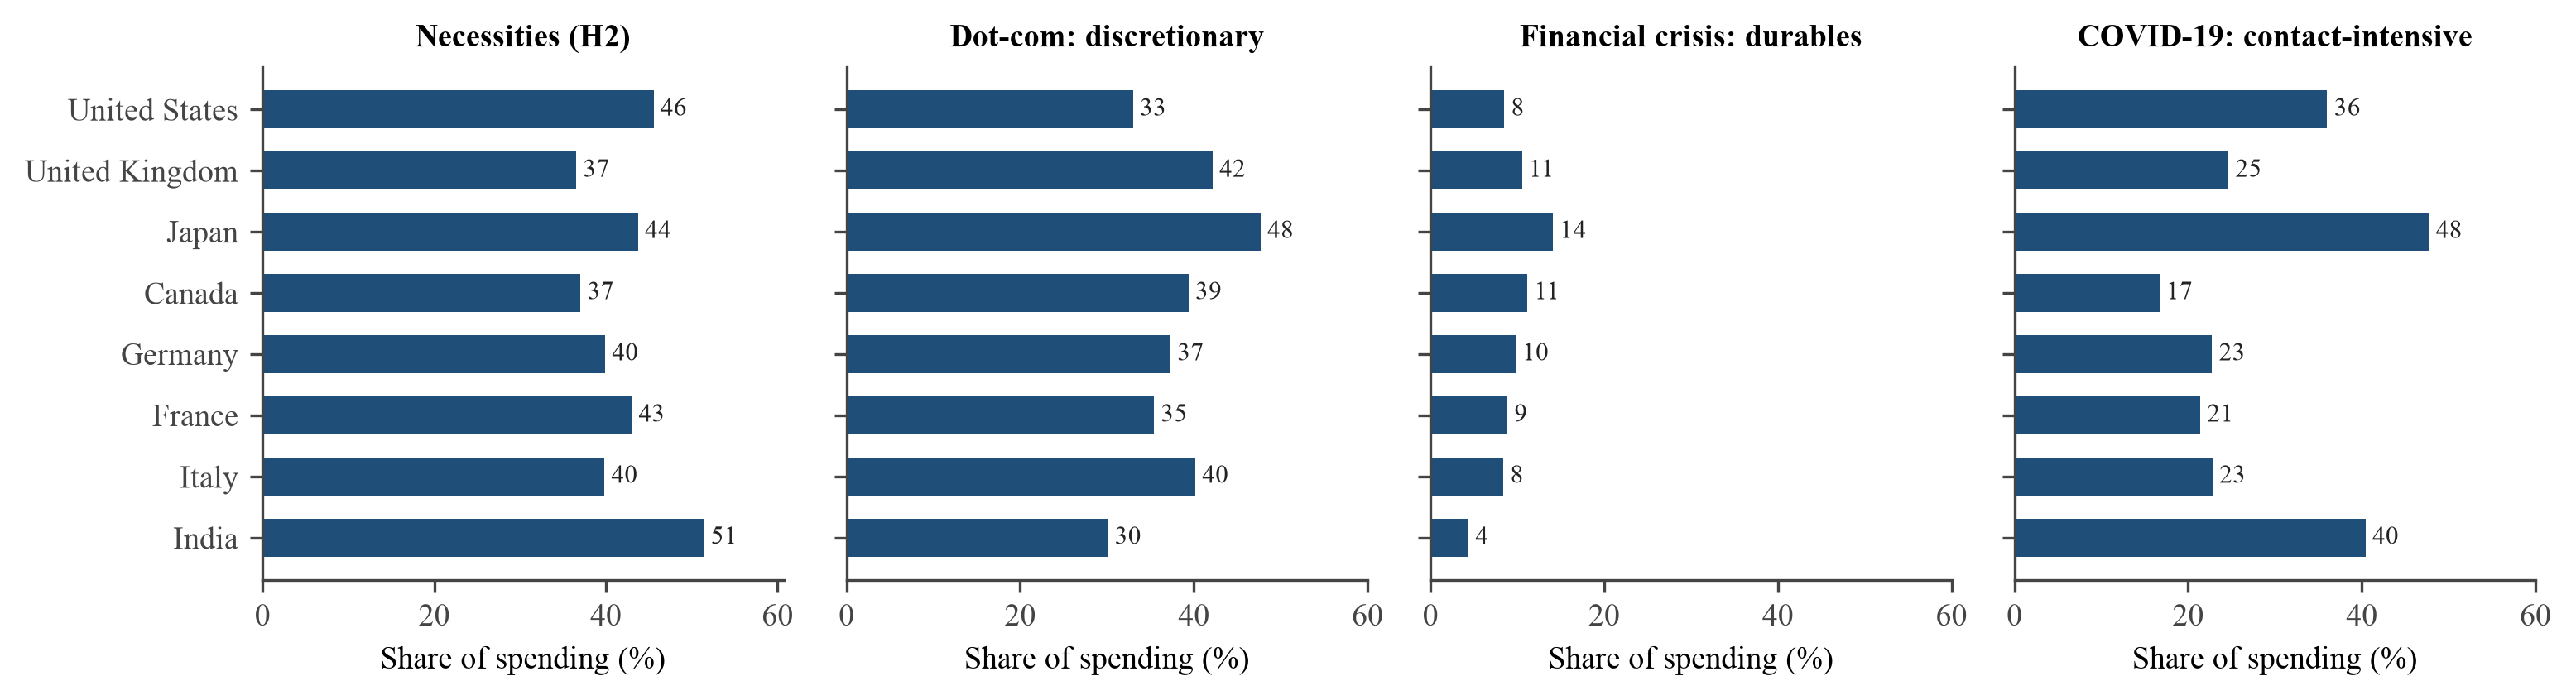 Necessities (H2)
United States 46
United Kingdom 37
Japan 44
Canada 37
Germany 40
France 43
Italy 40
India 51
0 20 40 60
Share of spending (%)
Dot-com: discretionary
33
42
48
39
37
35
40
30
0 20 40 60
Share of spending (%)
Financial crisis: durables
8
11
14
11
10
9
8
4
0 20 40 60
Share of spending (%)
COVID-19: contact-intensive
36
25
48
17
23
21
23
40
0 20 40 60
Share of spending (%)